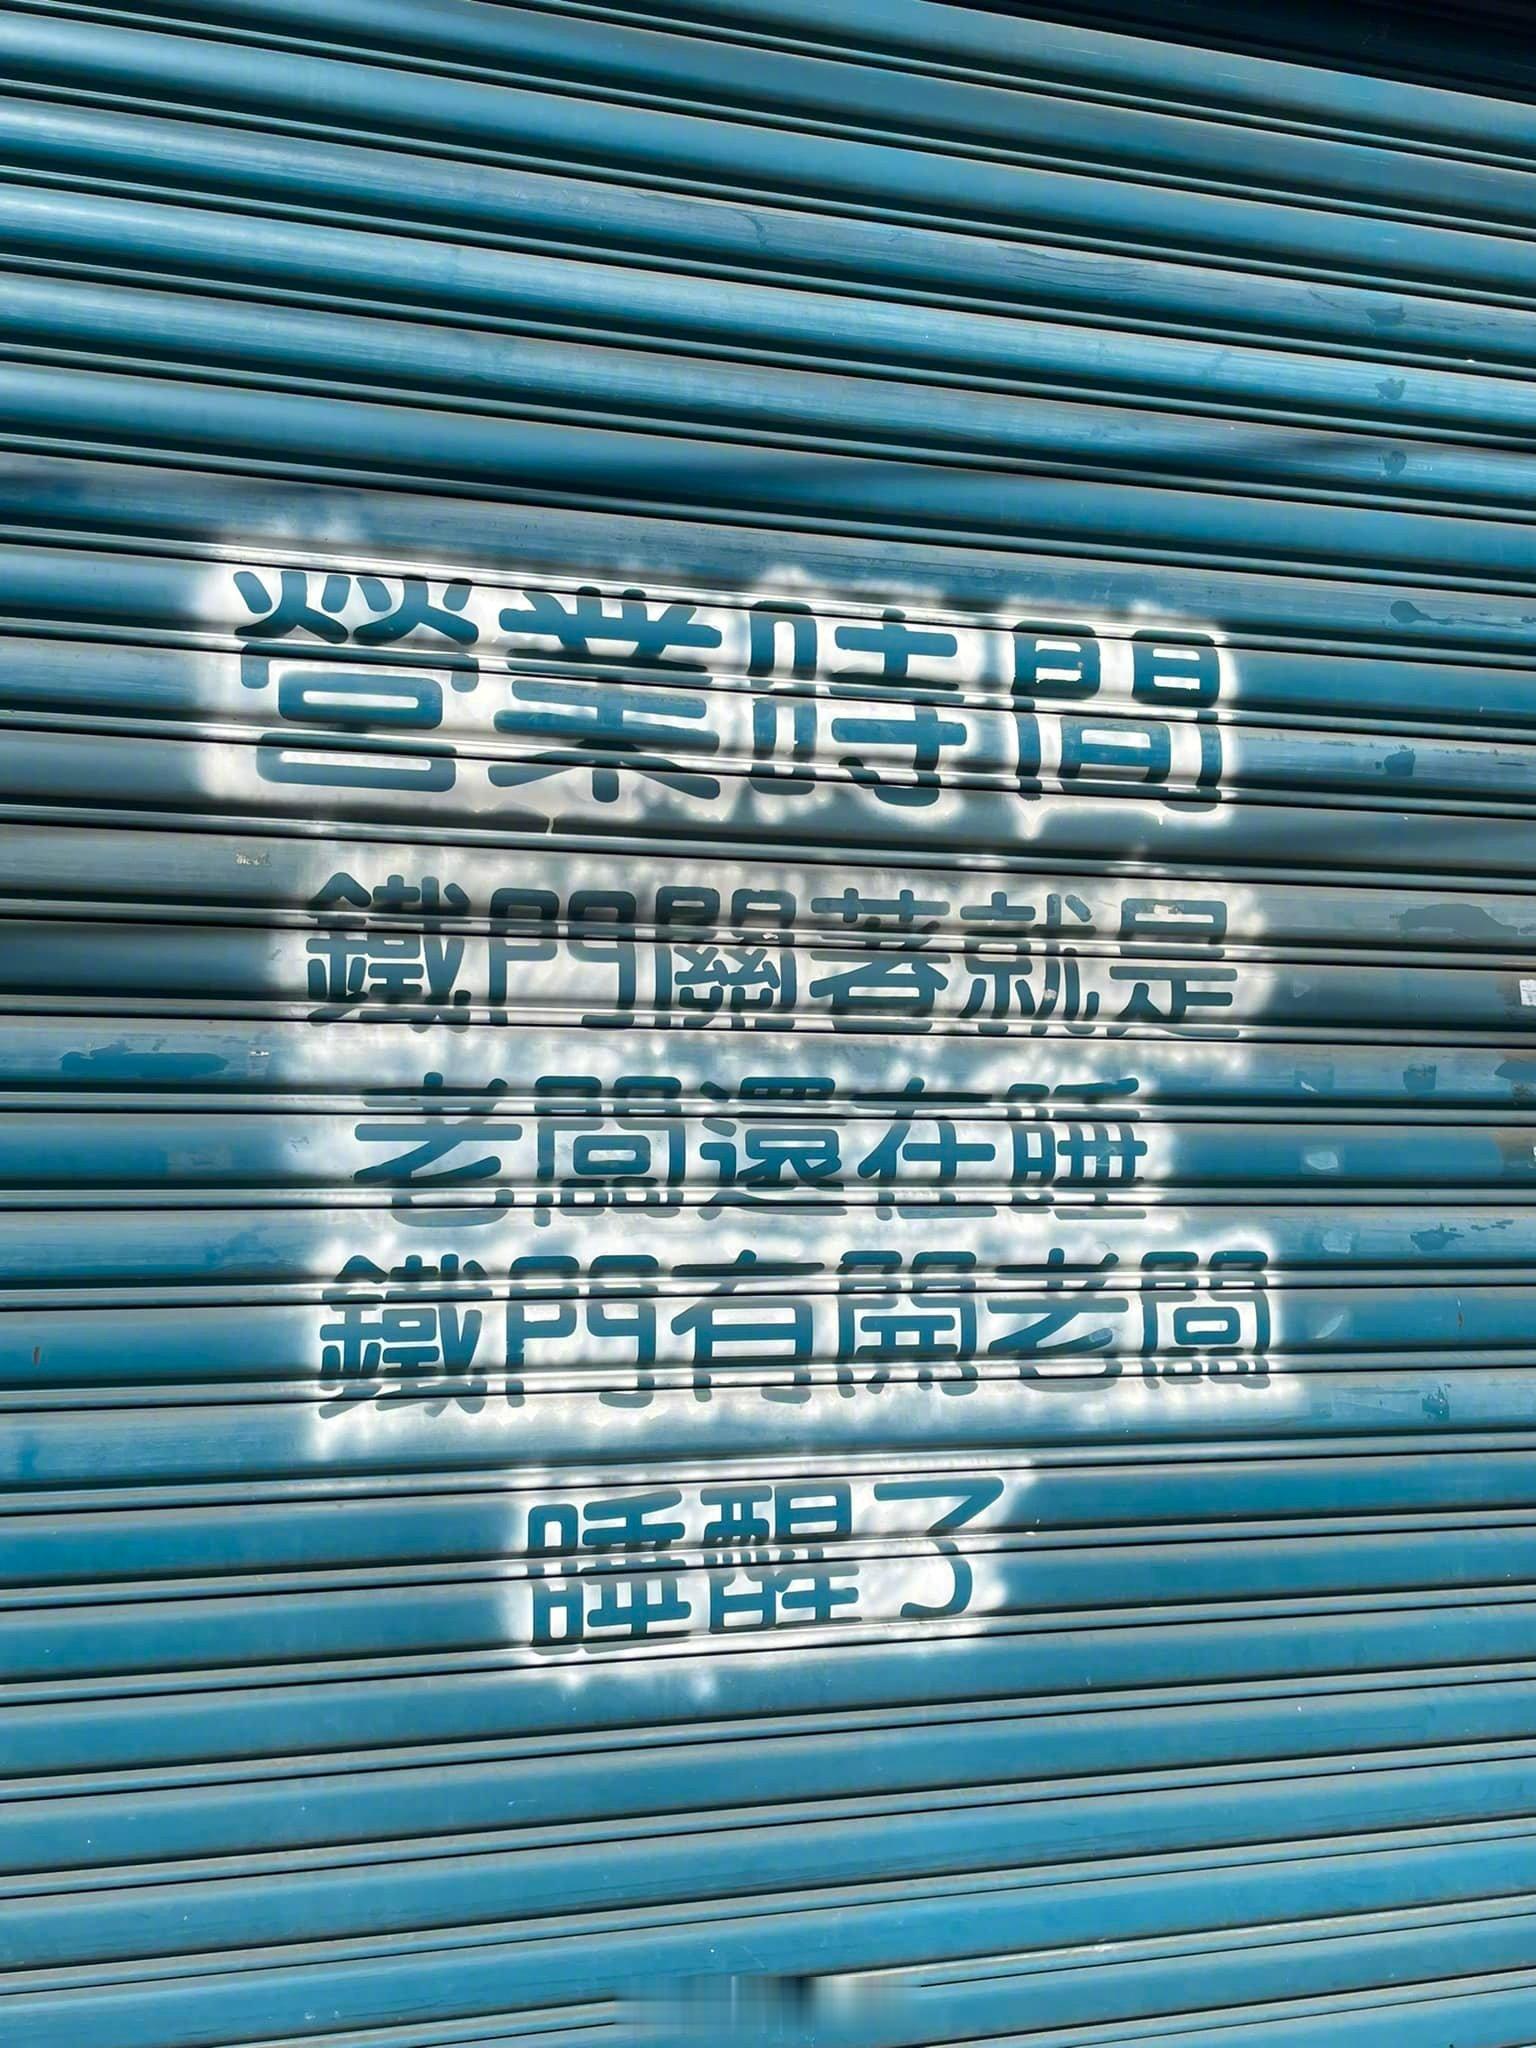 營業時間
鐵門關著就是
老闆還在睡
鐵門有開老闆
睡醒了